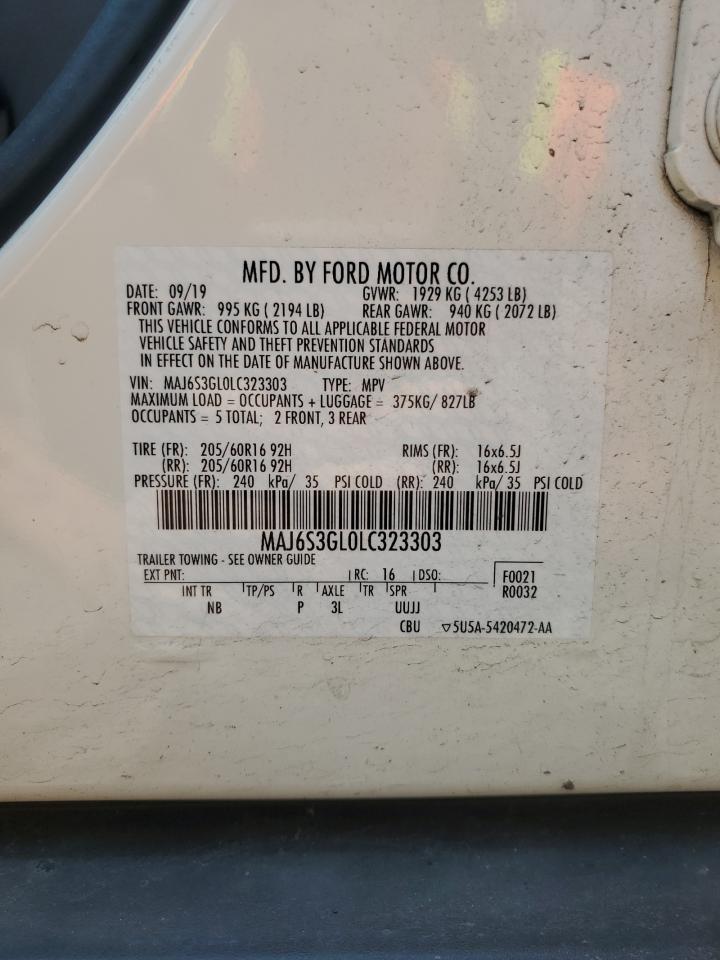 MFD. BY FORD MOTOR CO.
DATE: 09/19 GVWR: 1929 KG ( 4253 LB)
FRONT GAWR: 995 KG ( 2194 LB) REAR GAWR: 940 KG ( 2072 LB)
THIS VEHICLE CONFORMS TO ALL APPLICABLE FEDERAL MOTOR
VEHICLE SAFETY AND THEFT PREVENTION STANDARDS
IN EFFECT ON THE DATE OF MANUFACTURE SHOWN ABOVE.
VIN: MAJ6S3GL0LC323303 TYPE: MPV
MAXIMUM LOAD = OCCUPANTS + LUGGAGE = 375KG/ 827LB
OCCUPANTS = 5 TOTAL; 2 FRONT, 3 REAR
TIRE (FR): 205/60R16 92H RIMS (FR): 16x6.5J
(RR): 205/60R16 92H (RR): 16x6.5J
PRESSURE (FR): 240 kPa/ 35 PSI COLD (RR): 240 kPa/ 35 PSI COLD
MAJ6S3GL0LC323303
TRAILER TOWING - SEE OWNER GUIDE
EXT PNT: RC: 16 DSO: F0021
INT TR TP/PS R AXLE TR SPR R0032
NB P 3L UUJJ
CBU ▽5U5A-5420472-AA